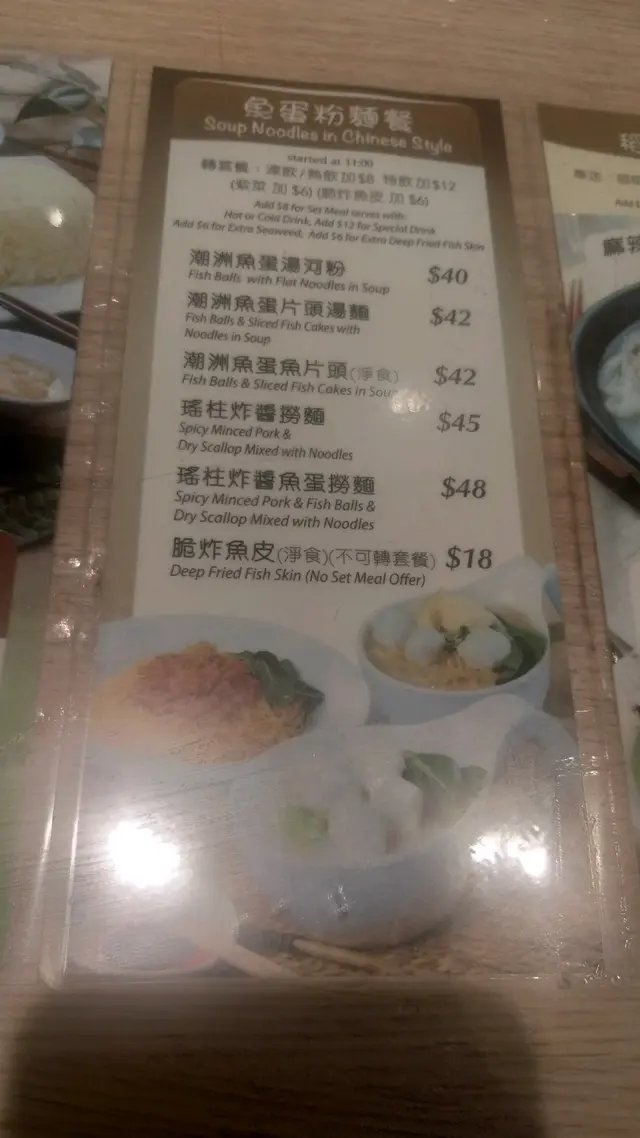 魚蛋粉麵餐
Soup Noodles in Chinese Style
started at 11:00
轉套餐：凍飲/熱飲加$8 特飲加$12
(紫菜 加 $6) (脆炸魚皮 加 $6)
Add $8 for Set Meal serves with
Hot or Cold Drink, Add $12 for Special Drink
Add $6 for Extra Seaweed, Add $6 for Extra Deep Fried Fish Skin
潮洲魚蛋湯河粉 $40
Fish Balls with Flat Noodles in Soup
潮洲魚蛋片頭湯麵 $42
Fish Balls & Sliced Fish Cakes with
Noodles in Soup
潮洲魚蛋魚片頭(淨食) $42
Fish Balls & Sliced Fish Cakes in Soup
瑤柱炸醬撈麵 $45
Spicy Minced Pork &
Dry Scallop Mixed with Noodles
瑤柱炸醬魚蛋撈麵 $48
Spicy Minced Pork & Fish Balls &
Dry Scallop Mixed with Noodles
脆炸魚皮(淨食)(不可轉套餐) $18
Deep Fried Fish Skin (No Set Meal Offer)
麻辣